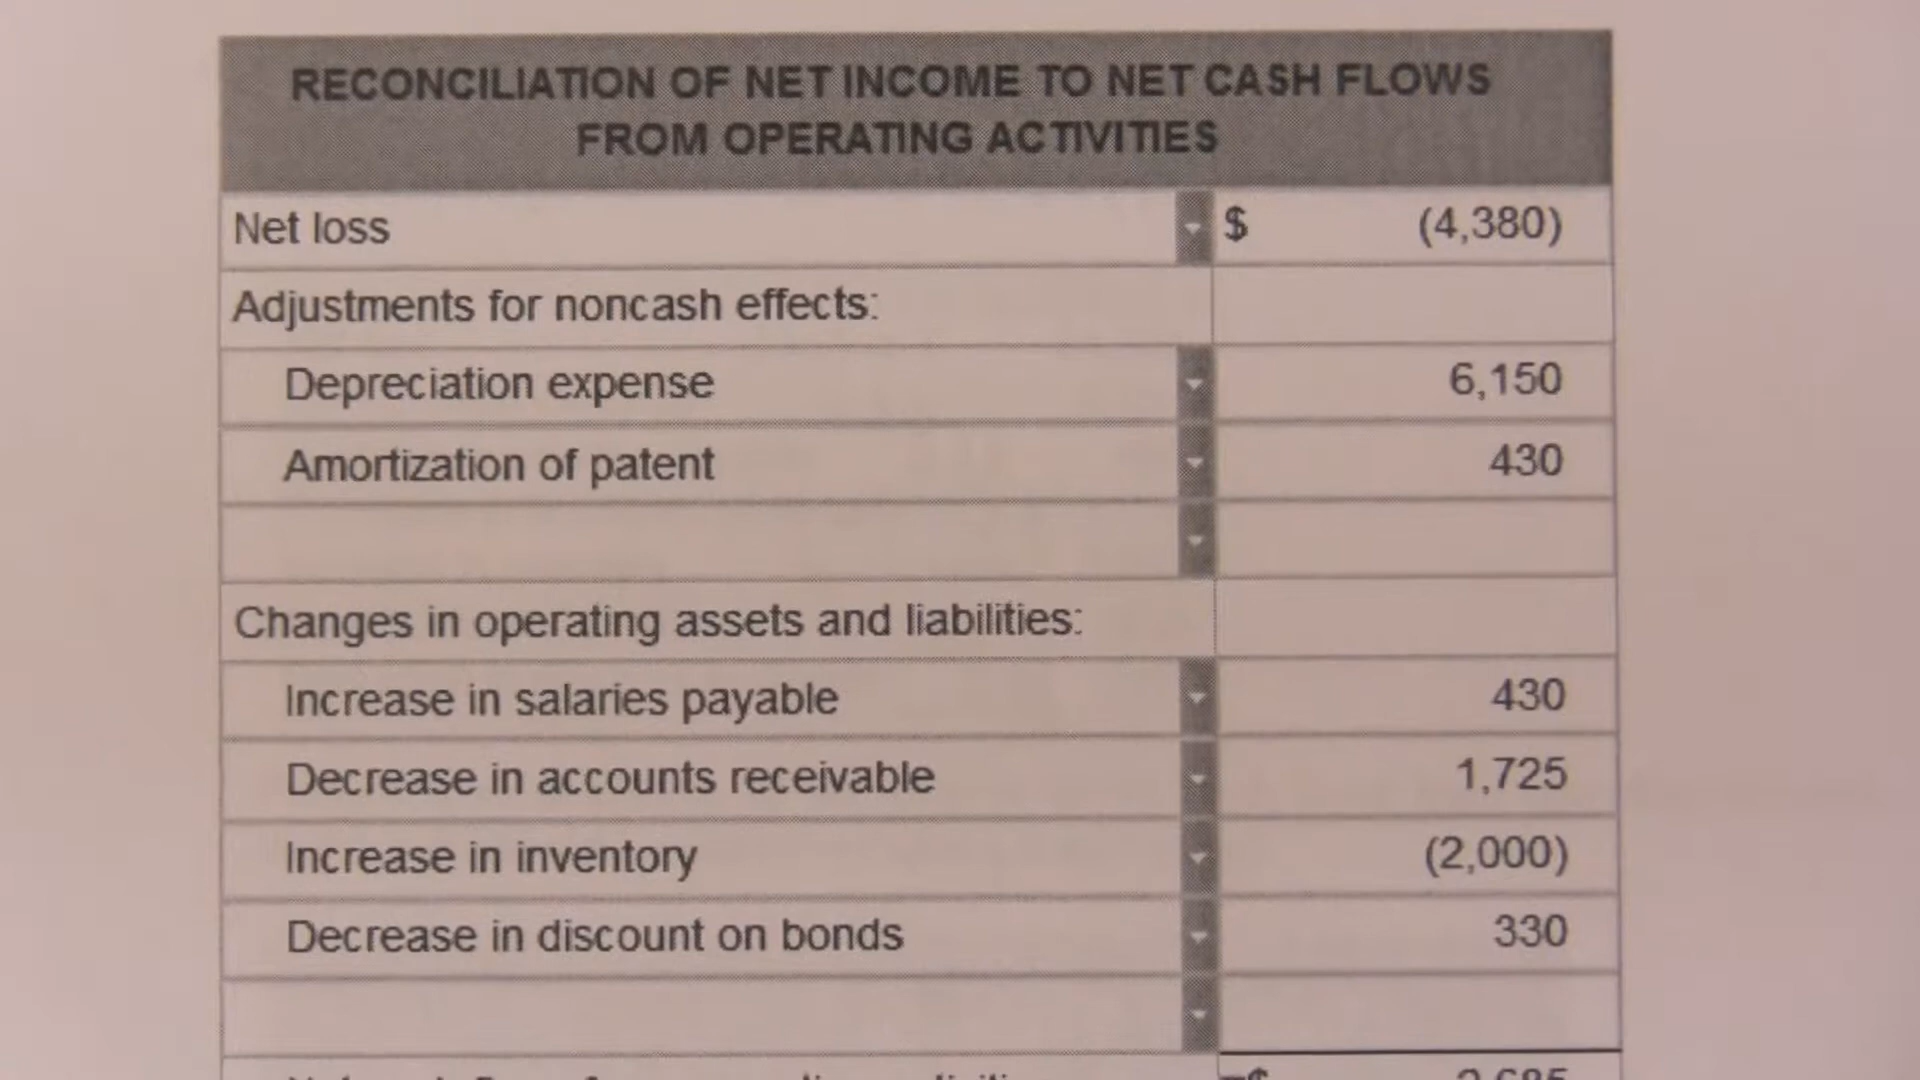 RECONCILIATION OF NET INCOME TO NET CASH FLOWS
FROM OPERATING ACTIVITIES
Net loss $ (4,380)
Adjustments for noncash effects:
Depreciation expense 6,150
Amortization of patent 430
Changes in operating assets and liabilities:
Increase in salaries payable 430
Decrease in accounts receivable 1,725
Increase in inventory (2,000)
Decrease in discount on bonds 330